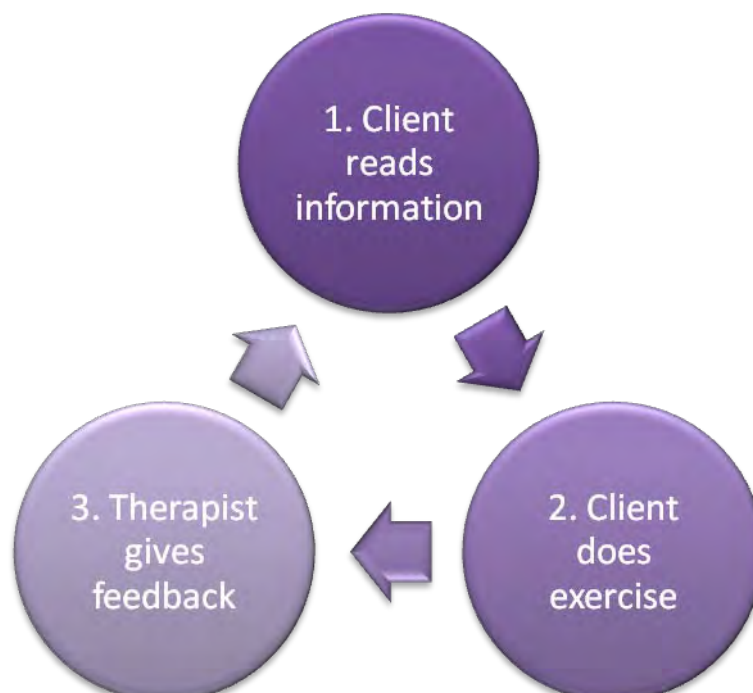 1. Client
reads
information
2. Client
does
exercise
3. Therapist
gives
feedback